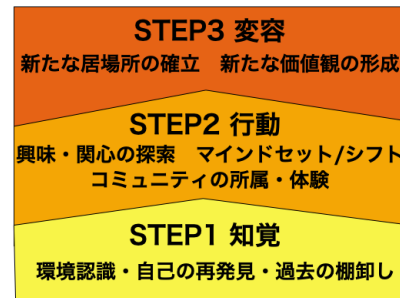 STEP3 変容
新たな居場所の確立　新たな価値観の形成
STEP2 行動
興味・関心の探索　マインドセット/シフト
コミュニティの所属・体験
STEP1 知覚
環境認識・自己の再発見・過去の棚卸し